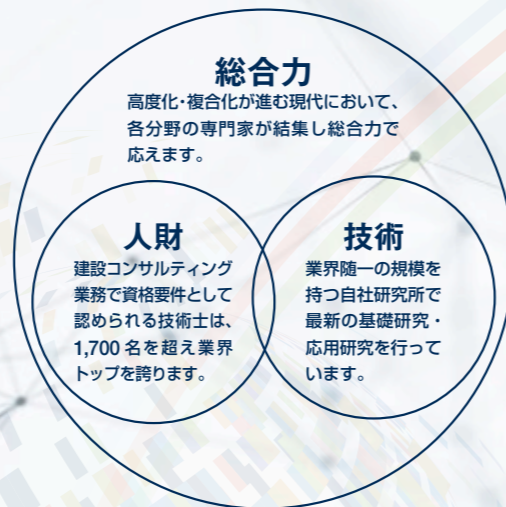 総合力
高度化・複合化が進む現代において、
各分野の専門家が結集し総合力で
応えます。
人財
建設コンサルティング
業務で資格要件として
認められる技術士は、
1,700 名を超え業界
トップを誇ります。
技術
業界随一の規模を
持つ自社研究所で
最新の基礎研究・
応用研究を行って
います。